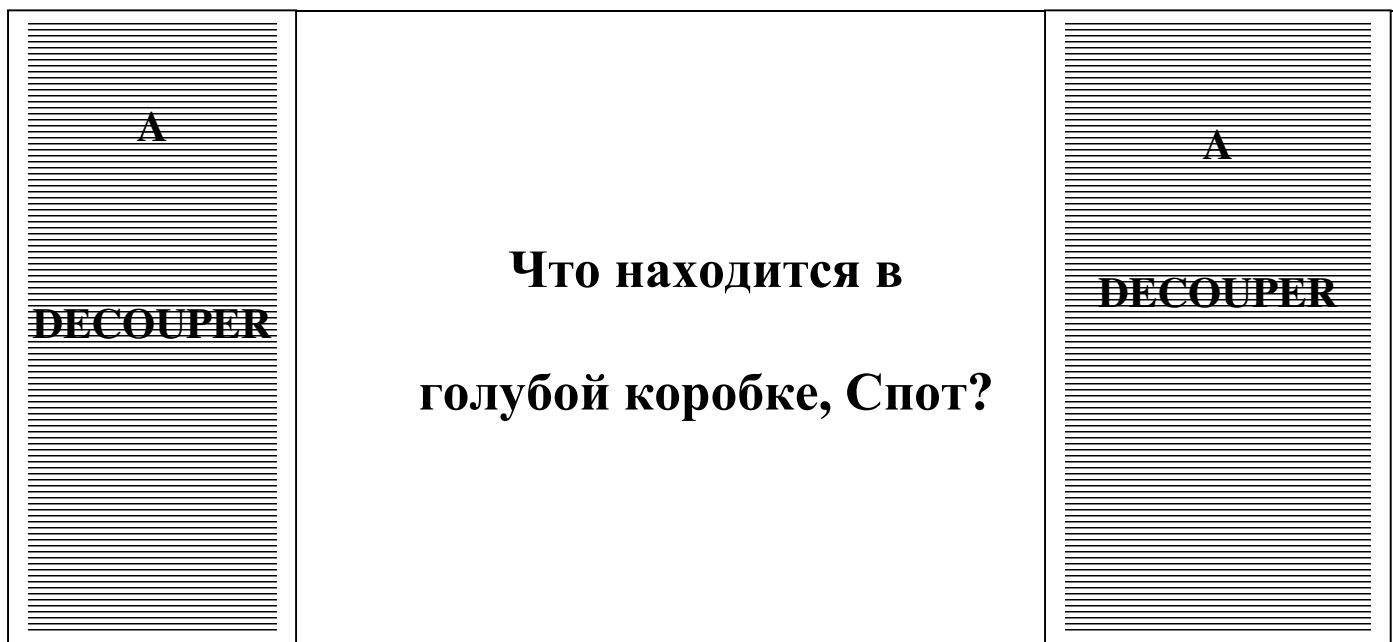 A
DECOUPER
Что находится в
голубой коробке, Спот?
A
DECOUPER